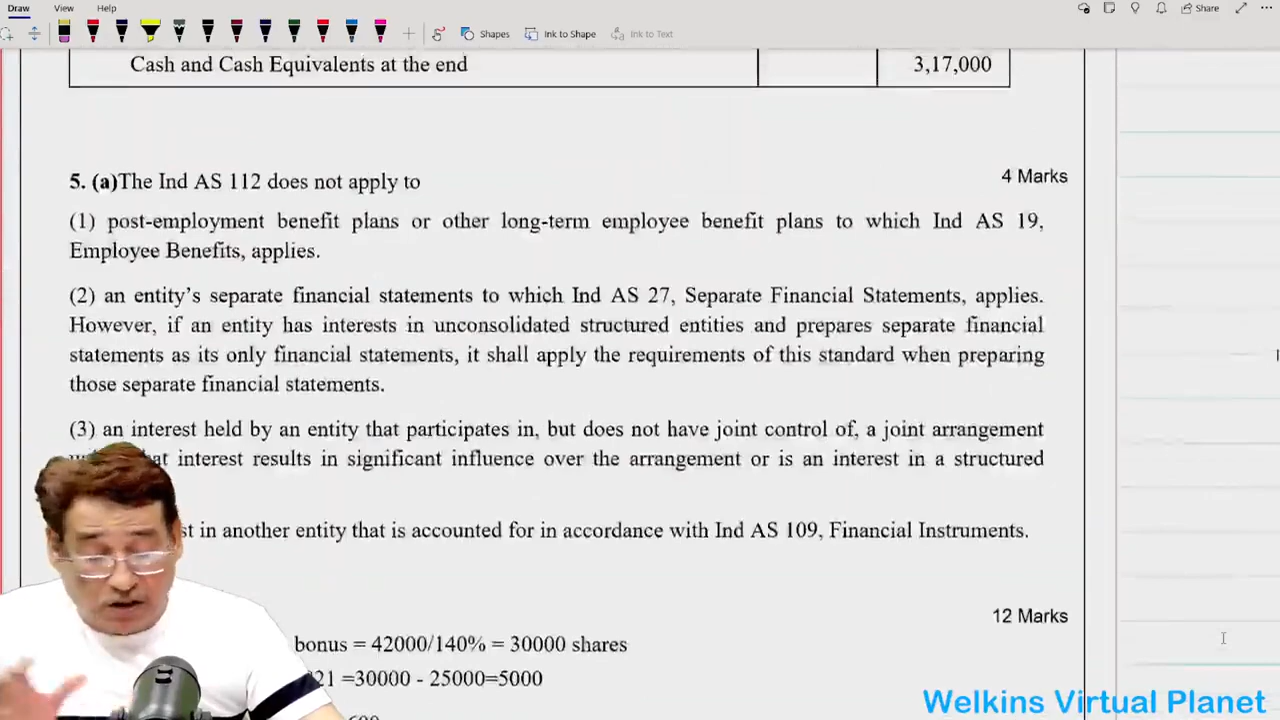 Draw View Help
Share
Shapes Ink to Shape Ink to Text
Cash and Cash Equivalents at the end 3,17,000
4 Marks
5. (a)The Ind AS 112 does not apply to
(1) post-employment benefit plans or other long-term employee benefit plans to which Ind AS 19,
Employee Benefits, applies.
(2) an entity’s separate financial statements to which Ind AS 27, Separate Financial Statements, applies.
However, if an entity has interests in unconsolidated structured entities and prepares separate financial
statements as its only financial statements, it shall apply the requirements of this standard when preparing
those separate financial statements.
(3) an interest held by an entity that participates in, but does not have joint control of, a joint arrangement
interest results in significant influence over the arrangement or is an interest in a structured
in another entity that is accounted for in accordance with Ind AS 109, Financial Instruments.
12 Marks
bonus = 42000/140% = 30000 shares
=30000 - 25000=5000
Welkins Virtual Planet